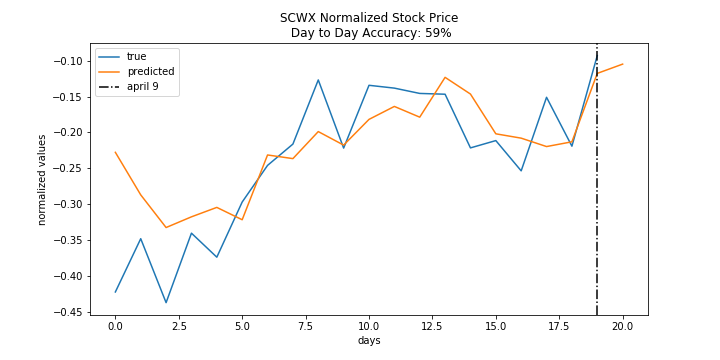 SCWX Normalized Stock Price
Day to Day Accuracy: 59%
true
predicted
april 9
normalized values
−0.10
−0.15
−0.20
−0.25
−0.30
−0.35
−0.40
−0.45
0.0 2.5 5.0 7.5 10.0 12.5 15.0 17.5 20.0
days